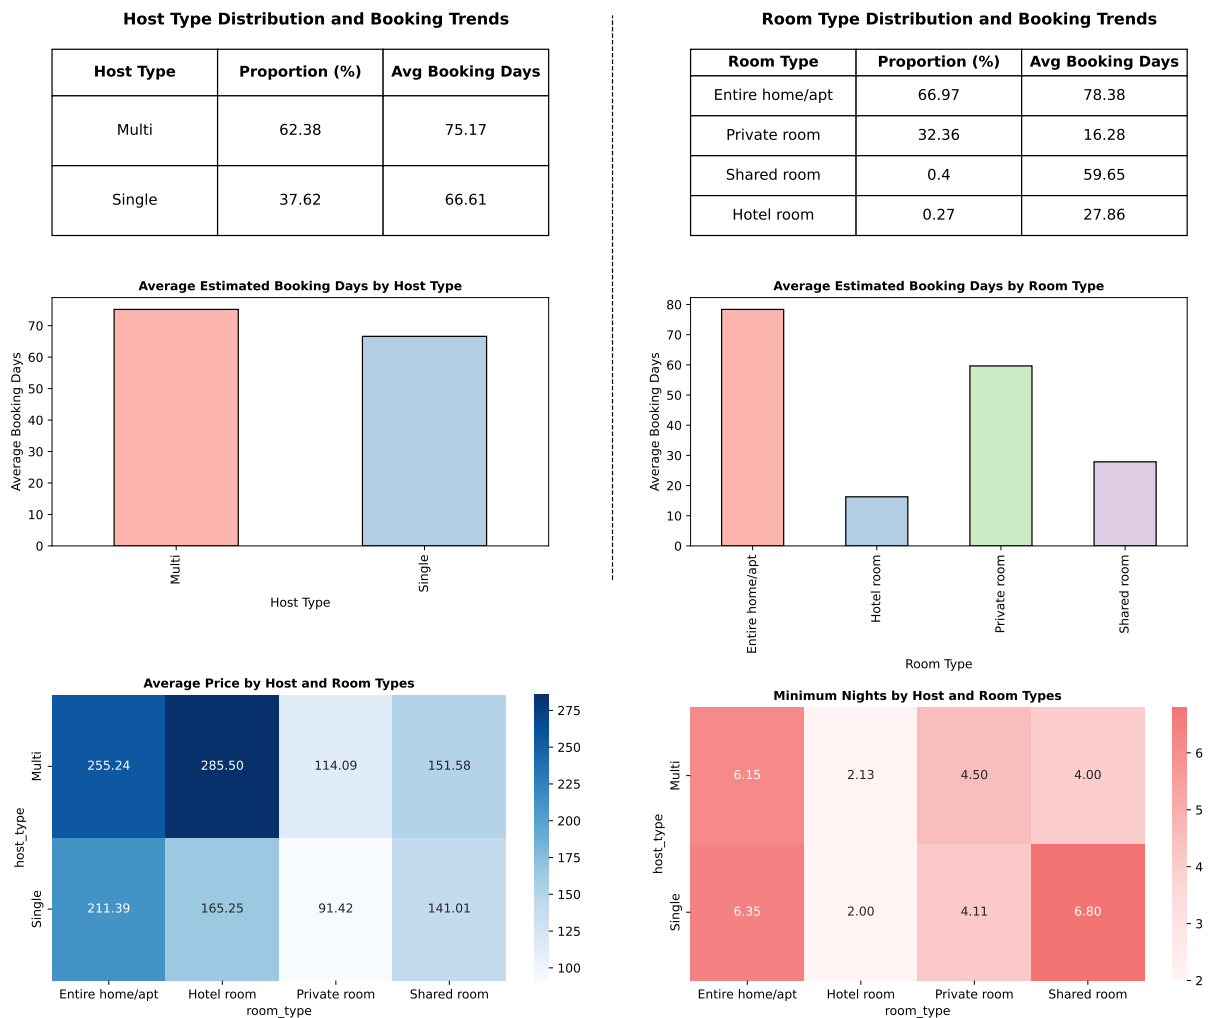 Host Type Distribution and Booking Trends
Host Type Proportion (%) Avg Booking Days
Multi 62.38 75.17
Single 37.62 66.61
Room Type Distribution and Booking Trends
Room Type Proportion (%) Avg Booking Days
Entire home/apt 66.97 78.38
Private room 32.36 16.28
Shared room 0.4 59.65
Hotel room 0.27 27.86
Average Estimated Booking Days by Host Type
Average Booking Days
70
60
50
40
30
20
10
0
Multi
Single
Host Type
Average Estimated Booking Days by Room Type
Average Booking Days
80
70
60
50
40
30
20
10
0
Entire home/apt
Hotel room
Private room
Shared room
Room Type
Average Price by Host and Room Types
host_type
Multi
255.24 285.50 114.09 151.58
Single
211.39 165.25 91.42 141.01
Entire home/apt Hotel room Private room Shared room
room_type
275
250
225
200
175
150
125
100
Minimum Nights by Host and Room Types
host_type
Multi
6.15 2.13 4.50 4.00
Single
6.35 2.00 4.11 6.80
Entire home/apt Hotel room Private room Shared room
room_type
6
5
4
3
2